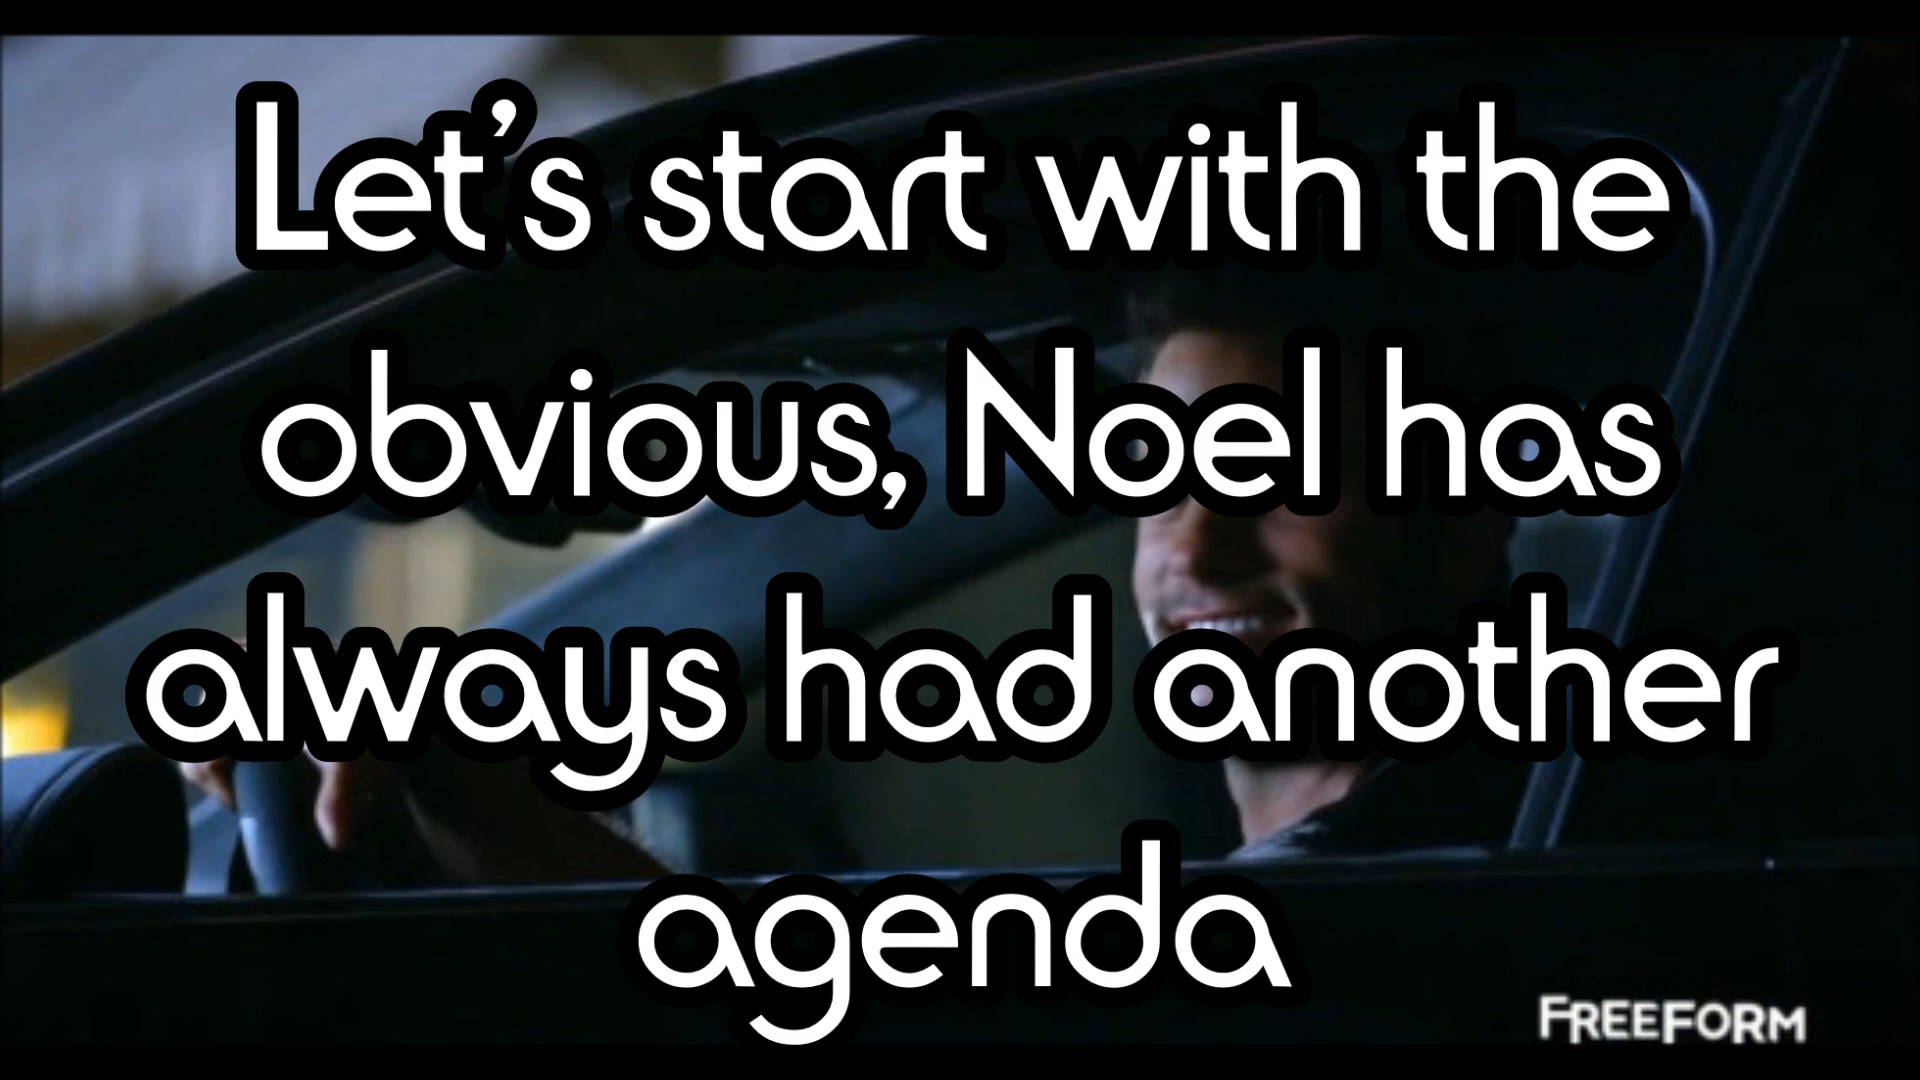 Let's start with the
obvious, Noel has
always had another
agenda
FREEFORM